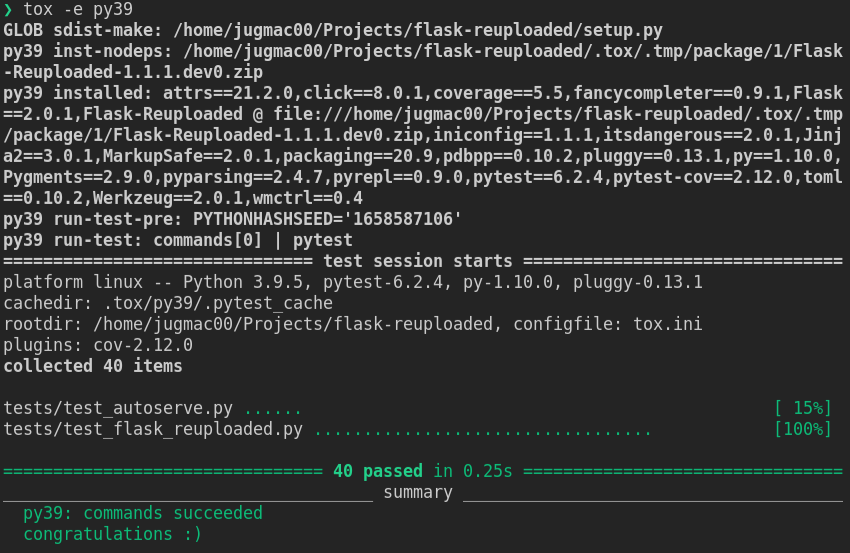 ❯ tox -e py39
GLOB sdist-make: /home/jugmac00/Projects/flask-reuploaded/setup.py
py39 inst-nodeps: /home/jugmac00/Projects/flask-reuploaded/.tox/.tmp/package/1/Flask
-Reuploaded-1.1.1.dev0.zip
py39 installed: attrs==21.2.0,click==8.0.1,coverage==5.5,fancycompleter==0.9.1,Flask
==2.0.1,Flask-Reuploaded @ file:///home/jugmac00/Projects/flask-reuploaded/.tox/.tmp
/package/1/Flask-Reuploaded-1.1.1.dev0.zip,iniconfig==1.1.1,itsdangerous==2.0.1,Jinj
a2==3.0.1,MarkupSafe==2.0.1,packaging==20.9,pdbpp==0.10.2,pluggy==0.13.1,py==1.10.0,
Pygments==2.9.0,pyparsing==2.4.7,pyrepl==0.9.0,pytest==6.2.4,pytest-cov==2.12.0,toml
==0.10.2,Werkzeug==2.0.1,wmctrl==0.4
py39 run-test-pre: PYTHONHASHSEED='1658587106'
py39 run-test: commands[0] | pytest
=============================== test session starts ================================
platform linux -- Python 3.9.5, pytest-6.2.4, py-1.10.0, pluggy-0.13.1
cachedir: .tox/py39/.pytest_cache
rootdir: /home/jugmac00/Projects/flask-reuploaded, configfile: tox.ini
plugins: cov-2.12.0
collected 40 items
tests/test_autoserve.py ...... [ 15%]
tests/test_flask_reuploaded.py .................................. [100%]
================================ 40 passed in 0.25s ================================
_____________________________________ summary ______________________________________
py39: commands succeeded
congratulations :)